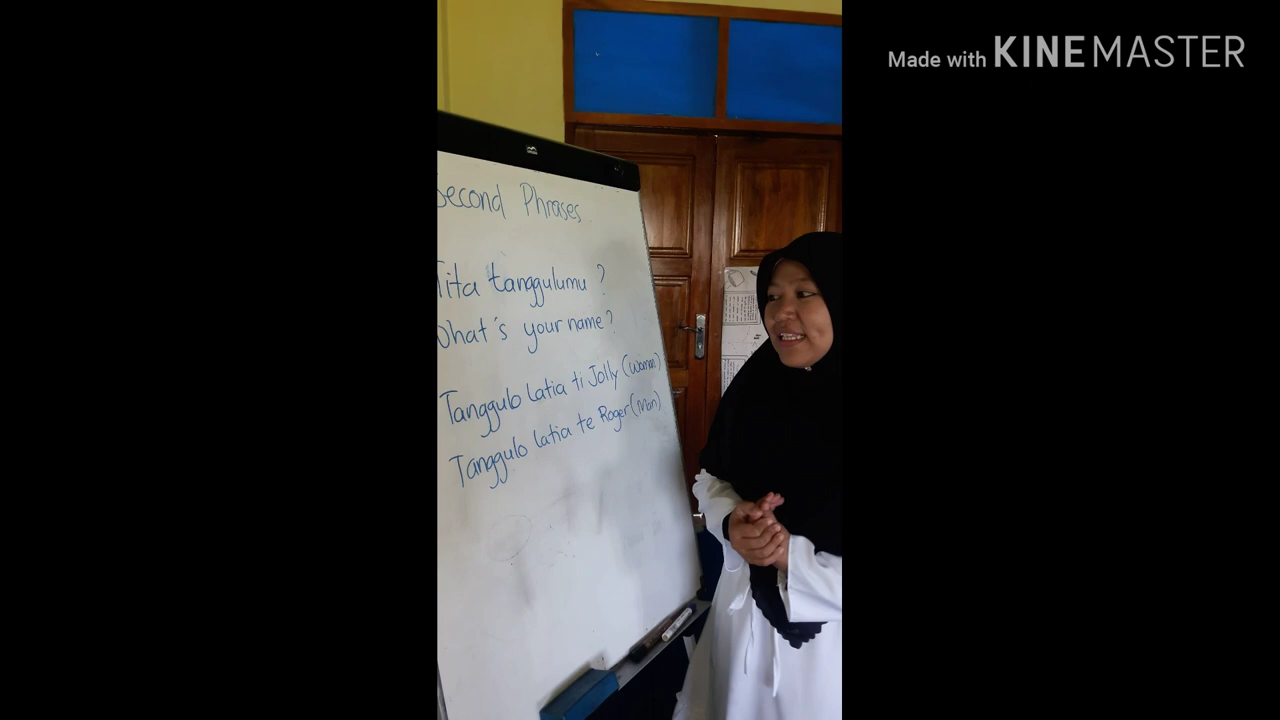 Made with KINEMASTER
Second Phrases
Tita tanggulumu ?
What's your name?
Tanggulo Latia ti Jolly (Woman)
Tanggulo Latia te Roger (Man)